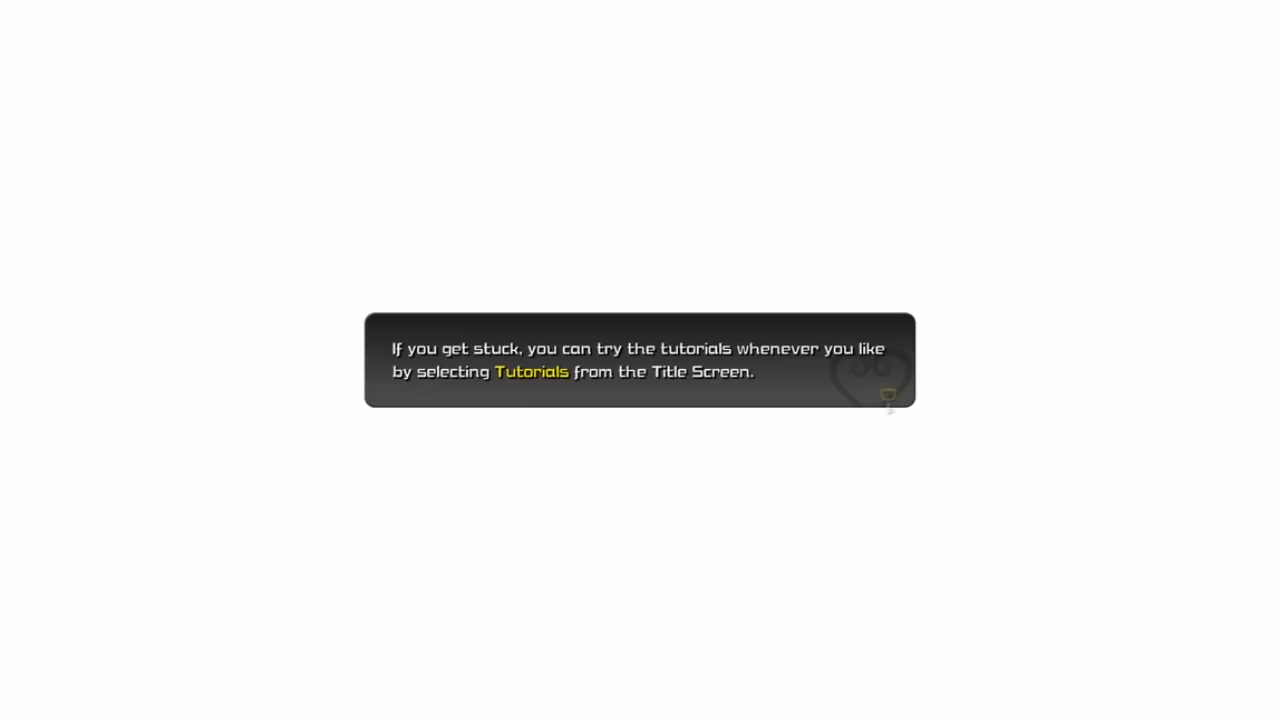 If you get stuck, you can try the tutorials whenever you like
by selecting Tutorials from the Title Screen.